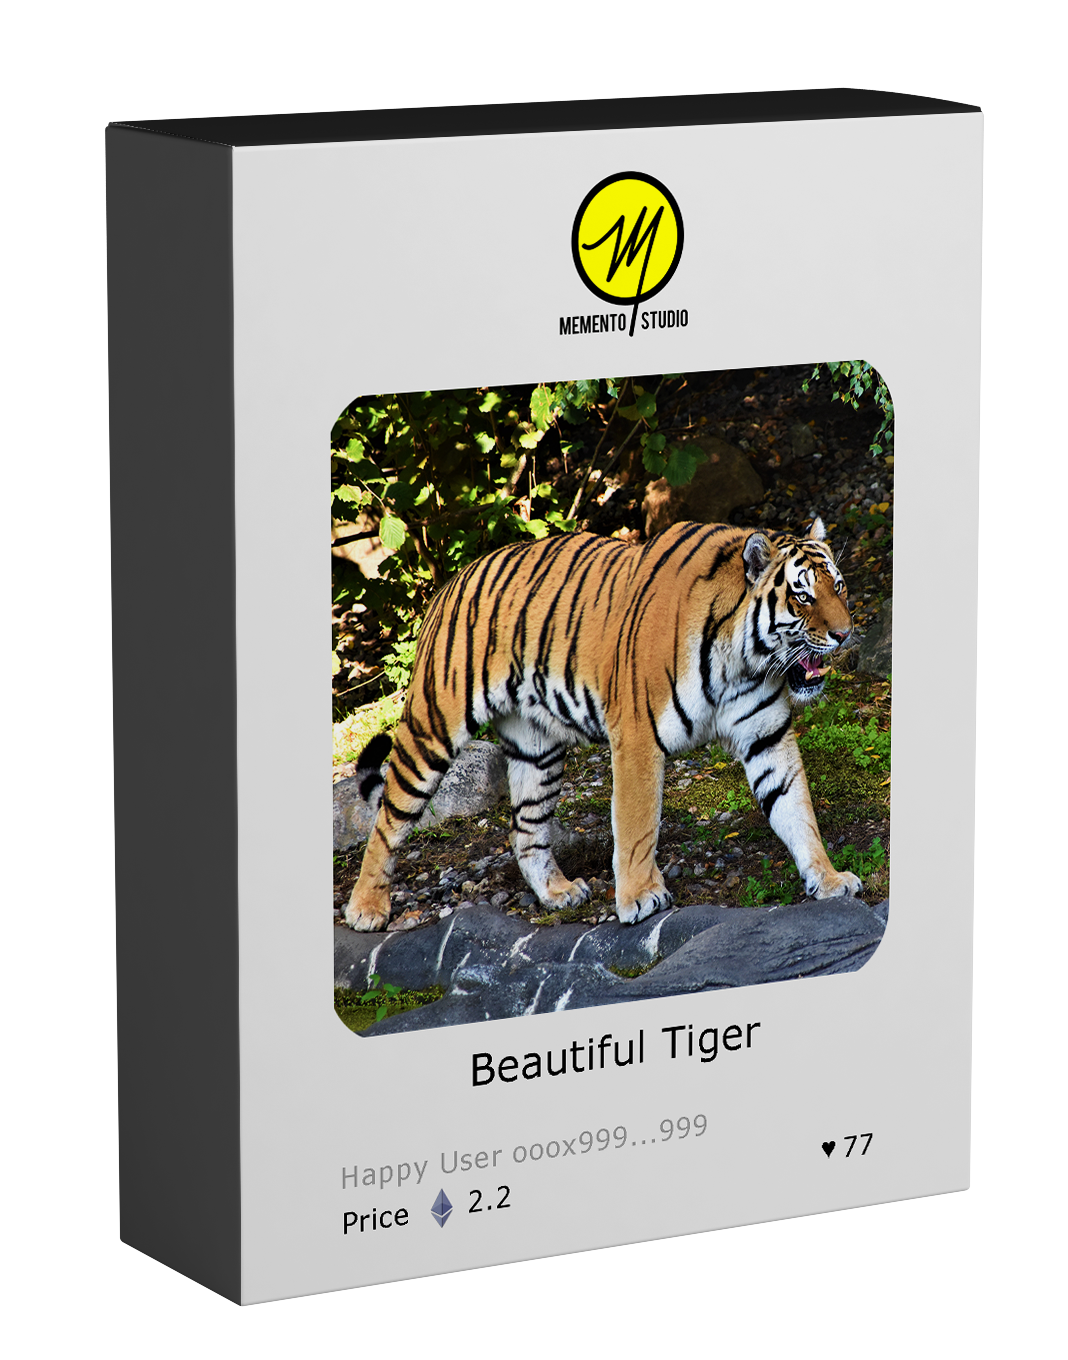 MEMENTO STUDIO
Beautiful Tiger
Happy User ooox999...999
♥ 77
Price 2.2